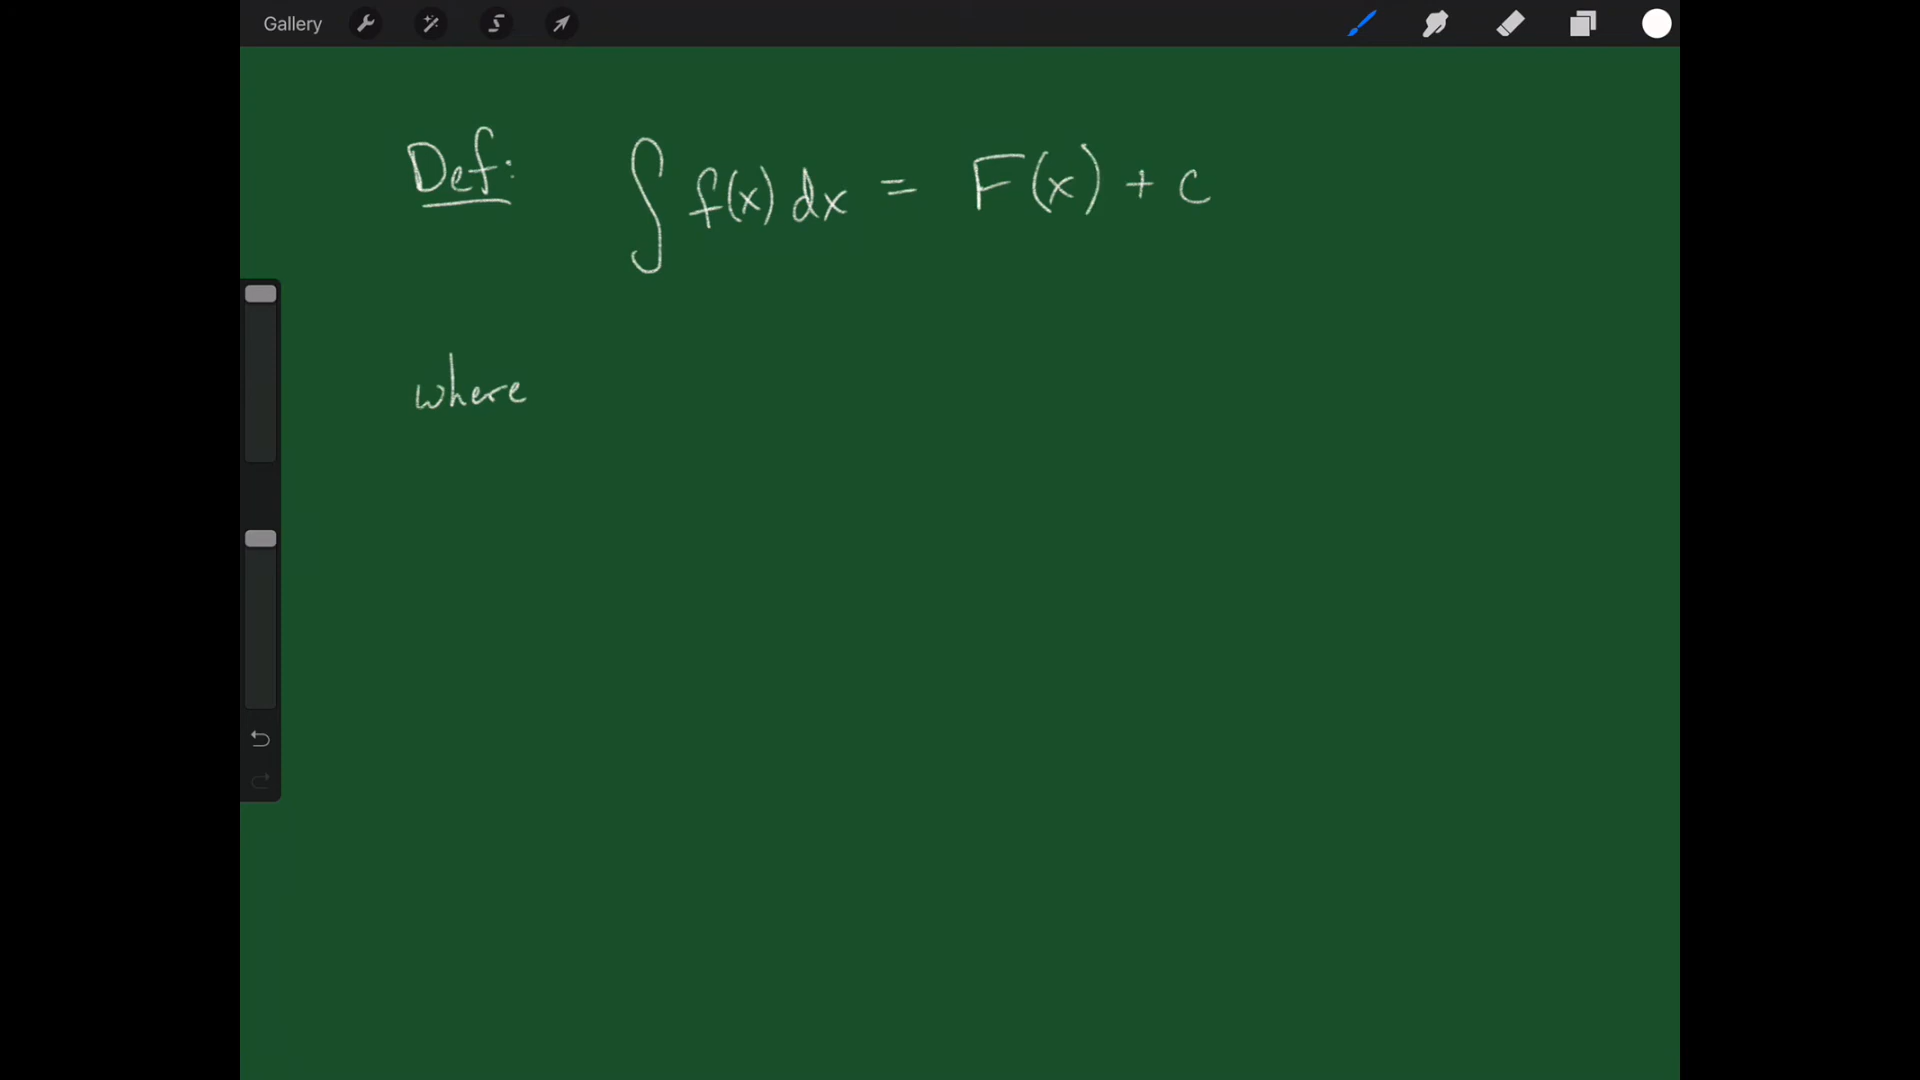 Gallery
Def: ∫ f(x) dx = F(x) + c
where